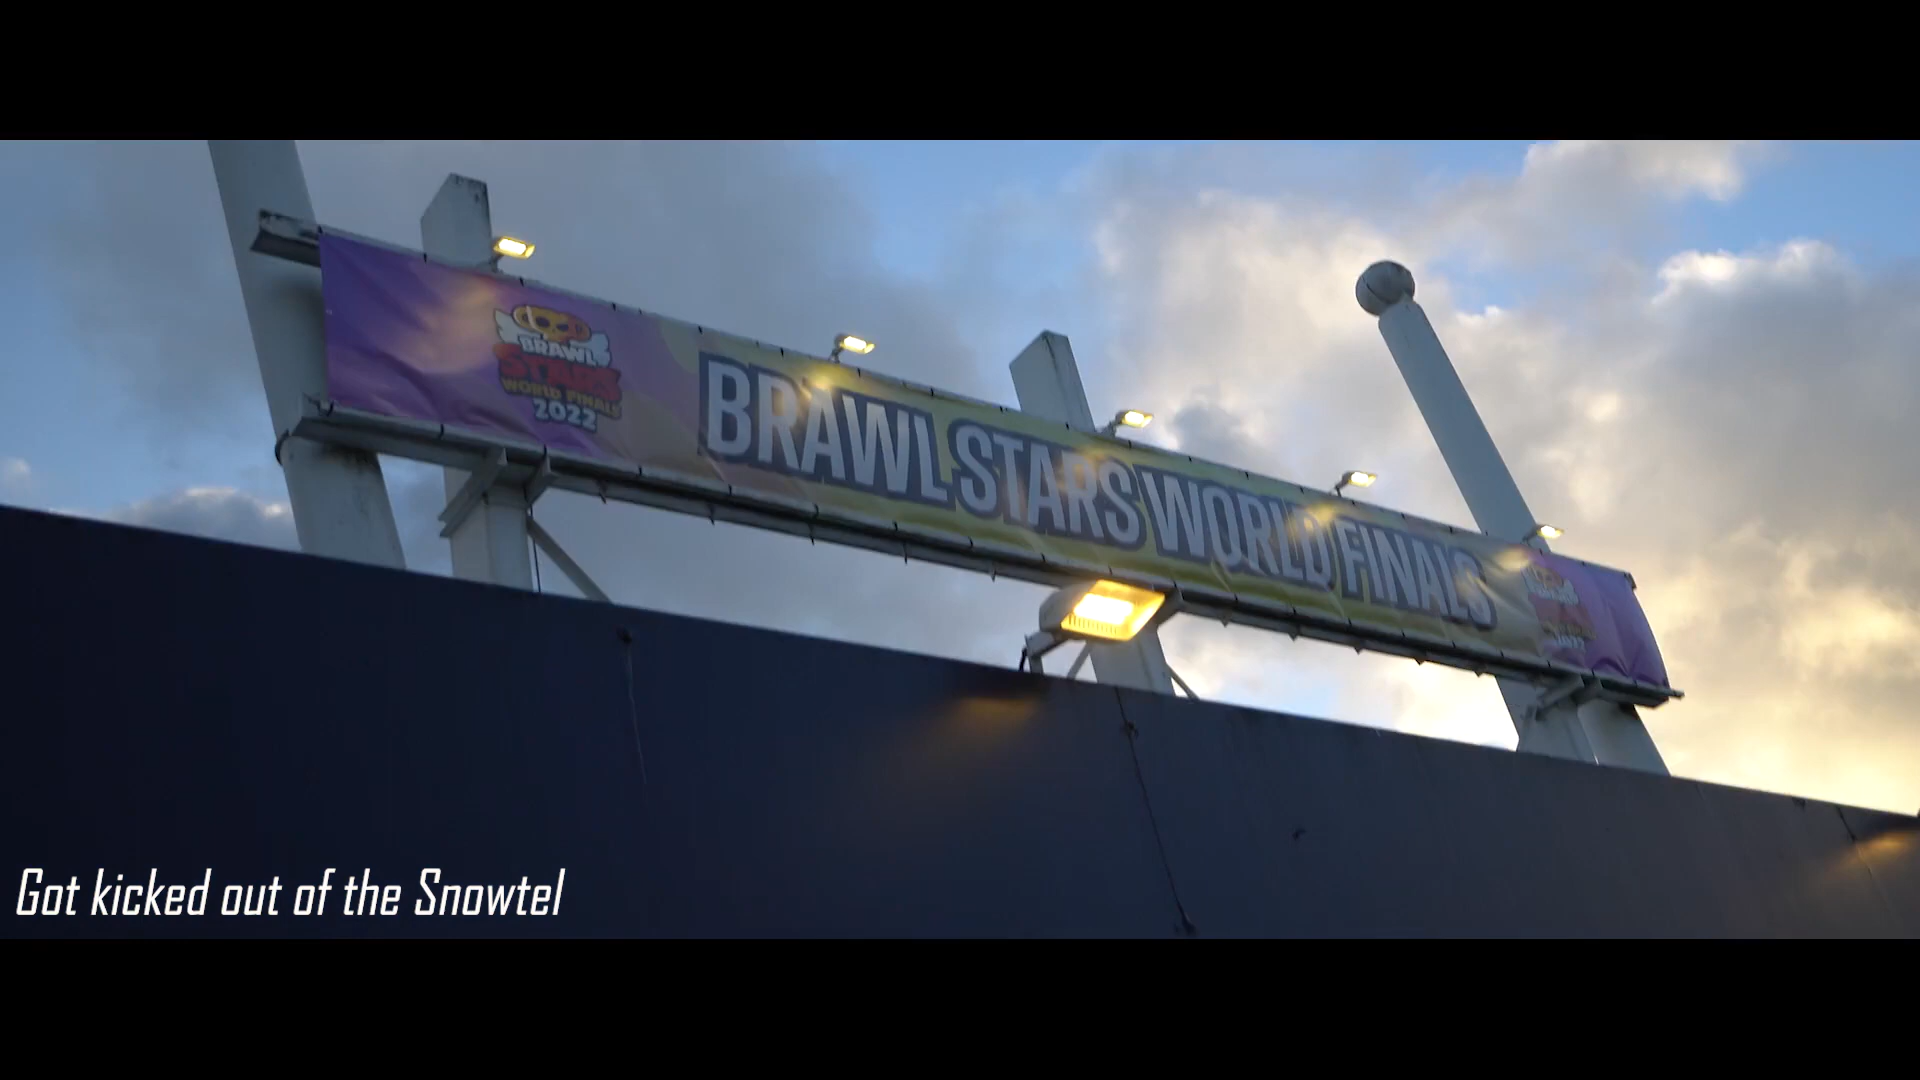 BRAWL
STARS
WORLD FINALS
2022
BRAWL STARS WORLD FINALS
Got kicked out of the Snowtel